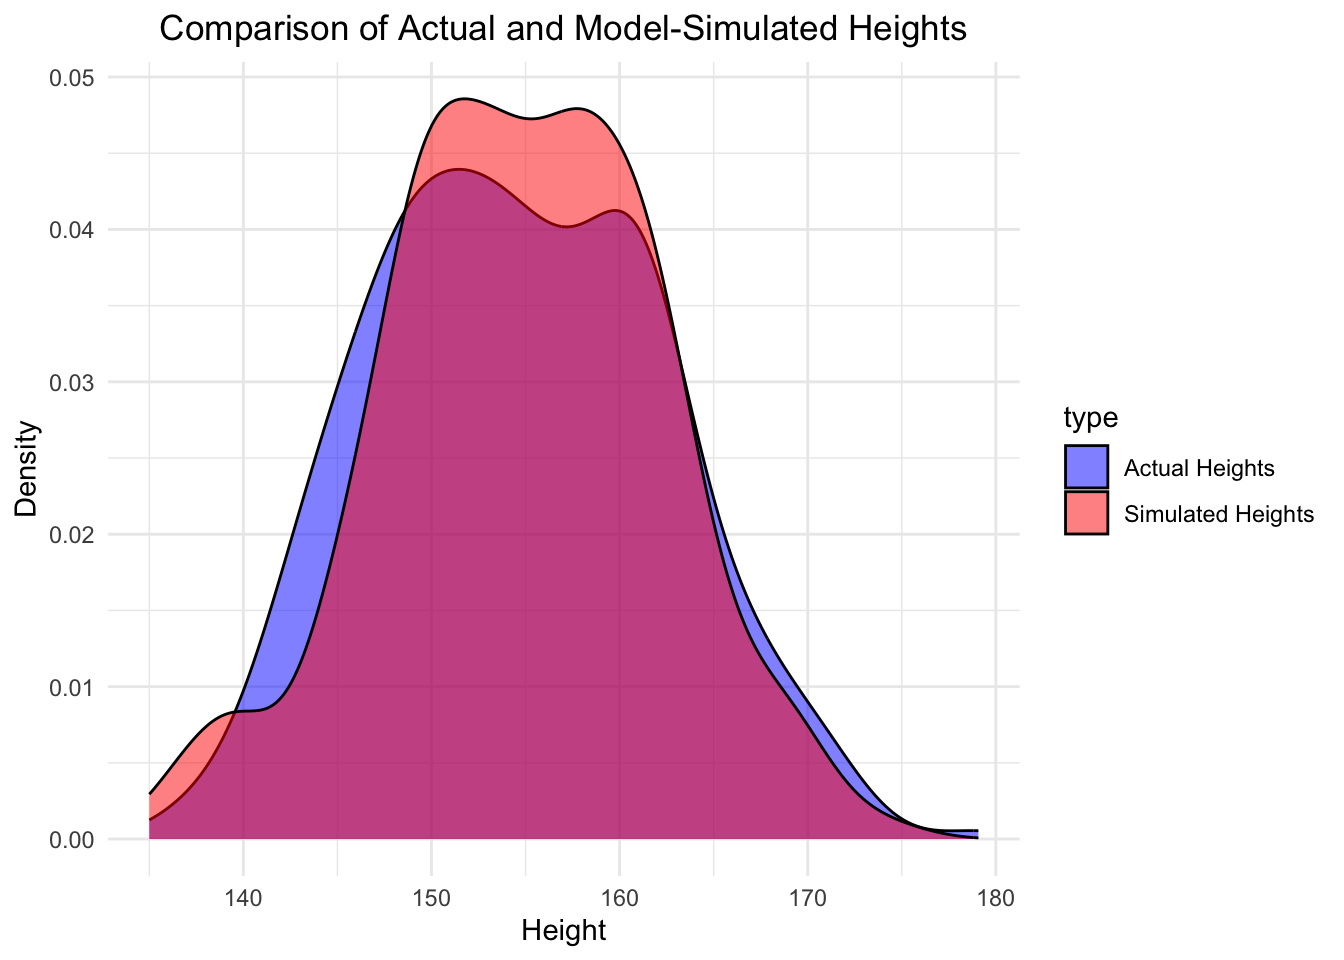 Comparison of Actual and Model-Simulated Heights
0.05
0.04
0.03
0.02
0.01
0.00
Density
140 150 160 170 180
Height
type
Actual Heights
Simulated Heights